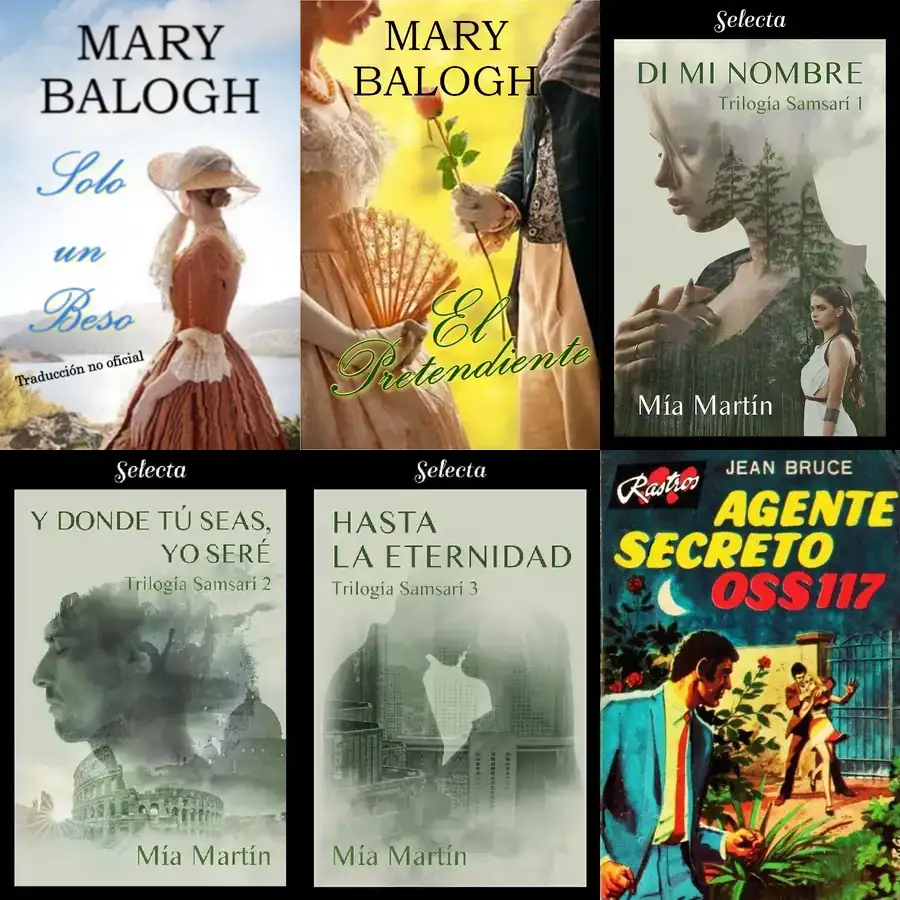 MARY
BALOGH
Solo
un
Beso
Traducción no oficial
MARY
BALOGH
El
Pretendiente
Selecta
DI MI NOMBRE
Trilogía Samsarí 1
Mía Martín
Selecta
Y DONDE TÚ SEAS,
YO SERÉ
Trilogía Samsarí 2
Mía Martín
Selecta
HASTA
LA ETERNIDAD
Trilogía Samsarí 3
Mía Martín
Rastros
JEAN BRUCE
AGENTE
SECRETO
OSS 117